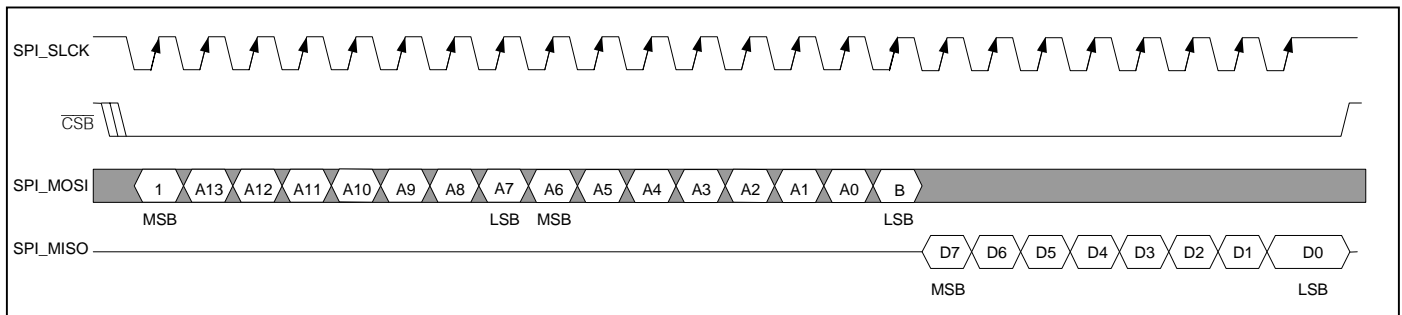 SPI_SLCK
CSB
SPI_MOSI
1 A13 A12 A11 A10 A9 A8 A7 A6 A5 A4 A3 A2 A1 A0 B
MSB LSB MSB LSB
SPI_MISO
D7 D6 D5 D4 D3 D2 D1 D0
MSB LSB